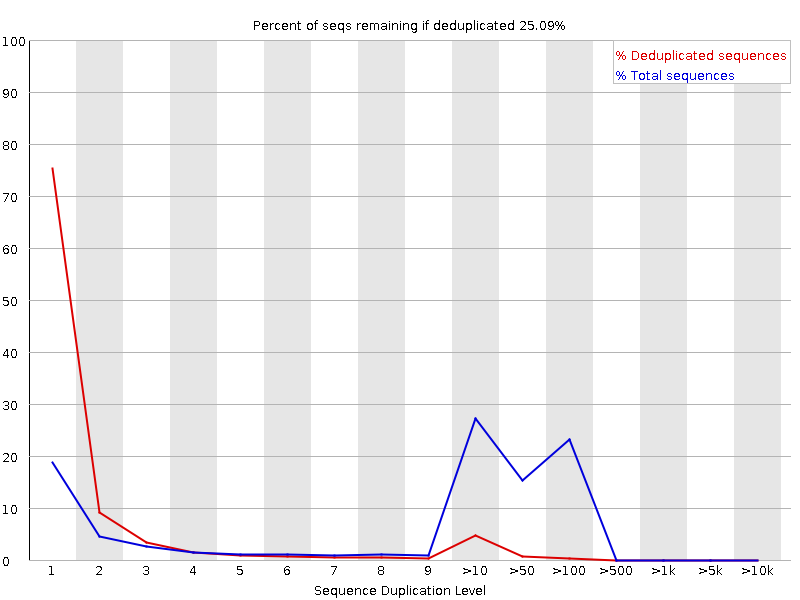 Percent of seqs remaining if deduplicated 25.09%
% Deduplicated sequences
% Total sequences
100
90
80
70
60
50
40
30
20
10
0
1 2 3 4 5 6 7 8 9 >10 >50 >100 >500 >1k >5k >10k
Sequence Duplication Level